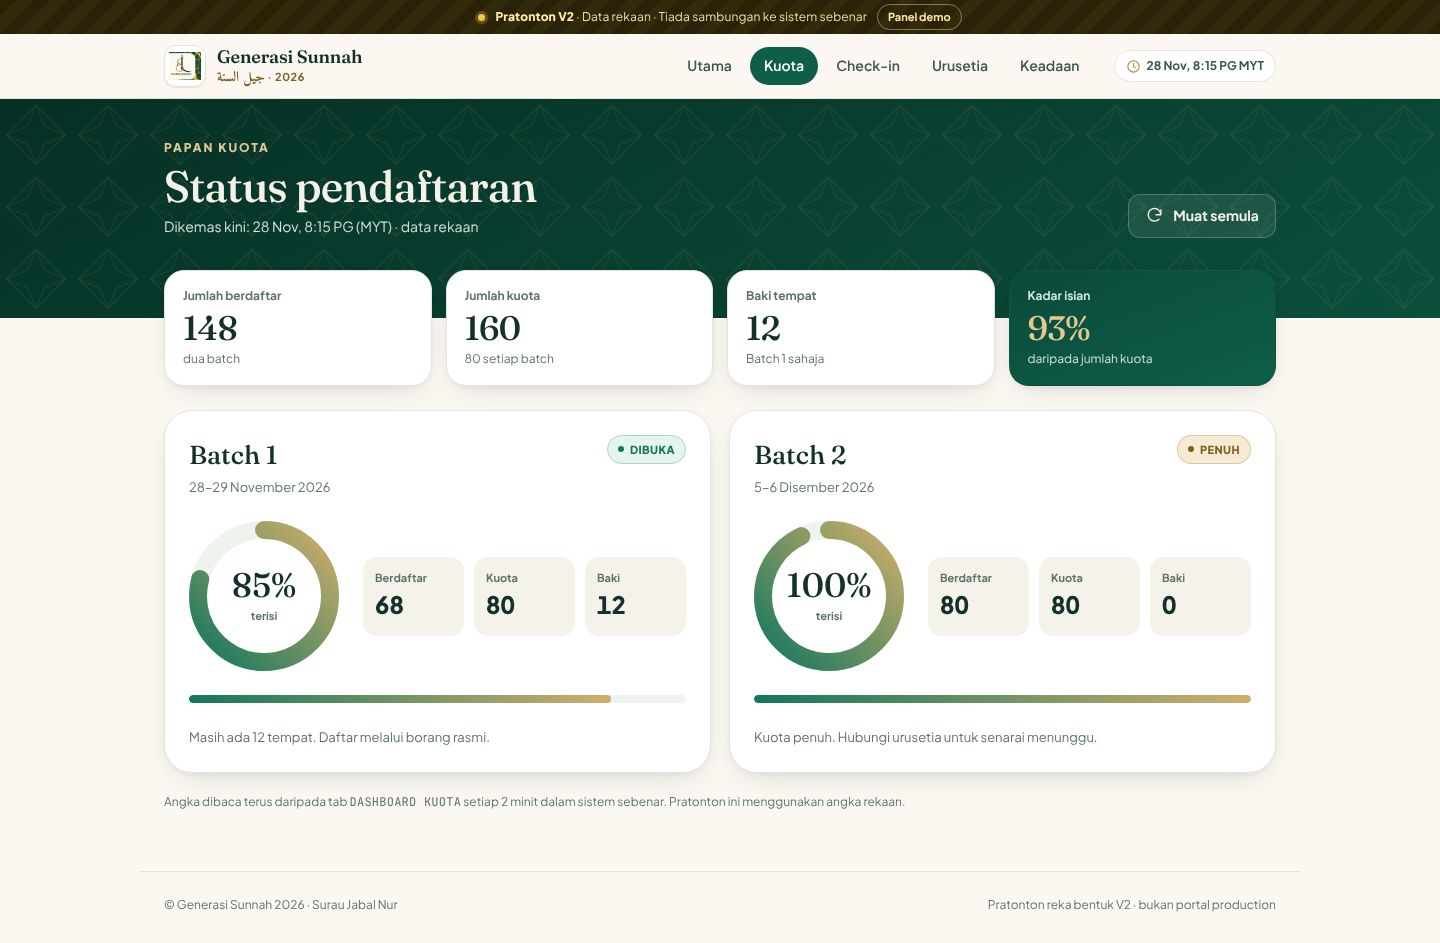 Pratonton V2 · Data rekaan · Tiada sambungan ke sistem sebenar
Panel demo
Generasi Sunnah
جيل السنة · 2026
Utama
Kuota
Check-in
Urusetia
Keadaan
28 Nov, 8:15 PG MYT
PAPAN KUOTA
Status pendaftaran
Dikemas kini: 28 Nov, 8:15 PG (MYT) · data rekaan
Muat semula
Jumlah berdaftar
148
dua batch
Jumlah kuota
160
80 setiap batch
Baki tempat
12
Batch 1 sahaja
Kadar isian
93%
daripada jumlah kuota
Batch 1
DIBUKA
28–29 November 2026
85%
terisi
Berdaftar
68
Kuota
80
Baki
12
Masih ada 12 tempat. Daftar melalui borang rasmi.
Batch 2
PENUH
5–6 Disember 2026
100%
terisi
Berdaftar
80
Kuota
80
Baki
0
Kuota penuh. Hubungi urusetia untuk senarai menunggu.
Angka dibaca terus daripada tab DASHBOARD KUOTA setiap 2 minit dalam sistem sebenar. Pratonton ini menggunakan angka rekaan.
© Generasi Sunnah 2026 · Surau Jabal Nur
Pratonton reka bentuk V2 · bukan portal production